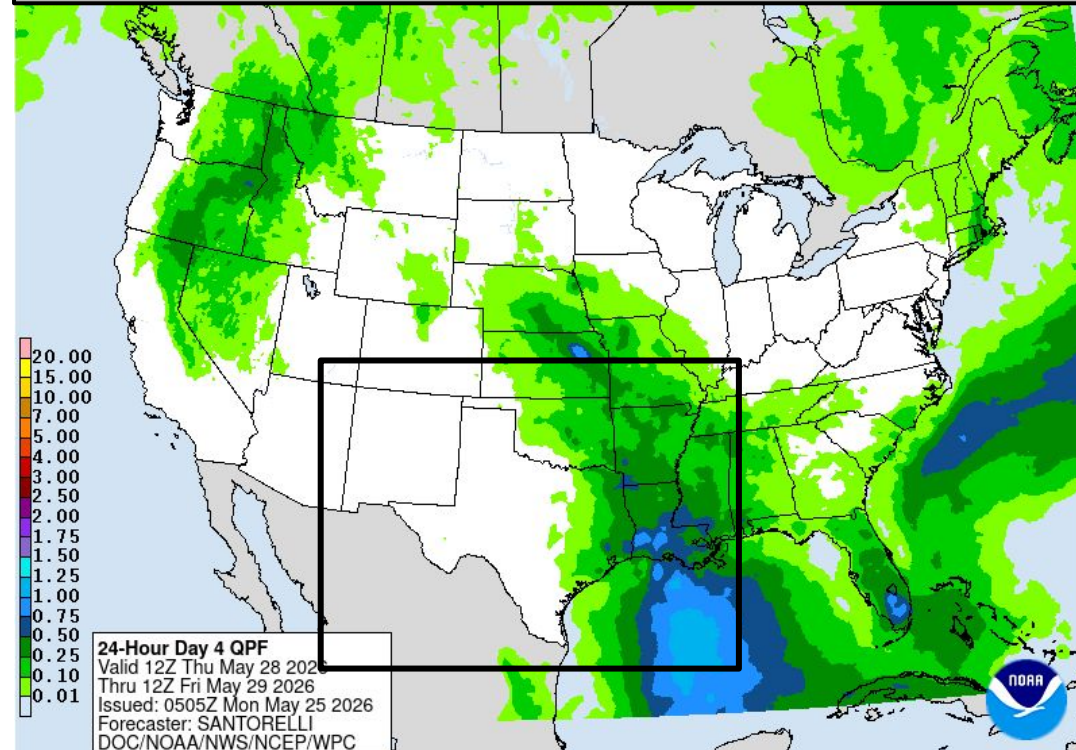 20.00
15.00
10.00
7.00
5.00
4.00
3.00
2.50
2.00
1.75
1.50
1.25
1.00
0.75
0.50
0.25
0.10
0.01
24-Hour Day 4 QPF
Valid 12Z Thu May 28 2026
Thru 12Z Fri May 29 2026
Issued: 0505Z Mon May 25 2026
Forecaster: SANTORELLI
DOC/NOAA/NWS/NCEP/WPC
NOAA